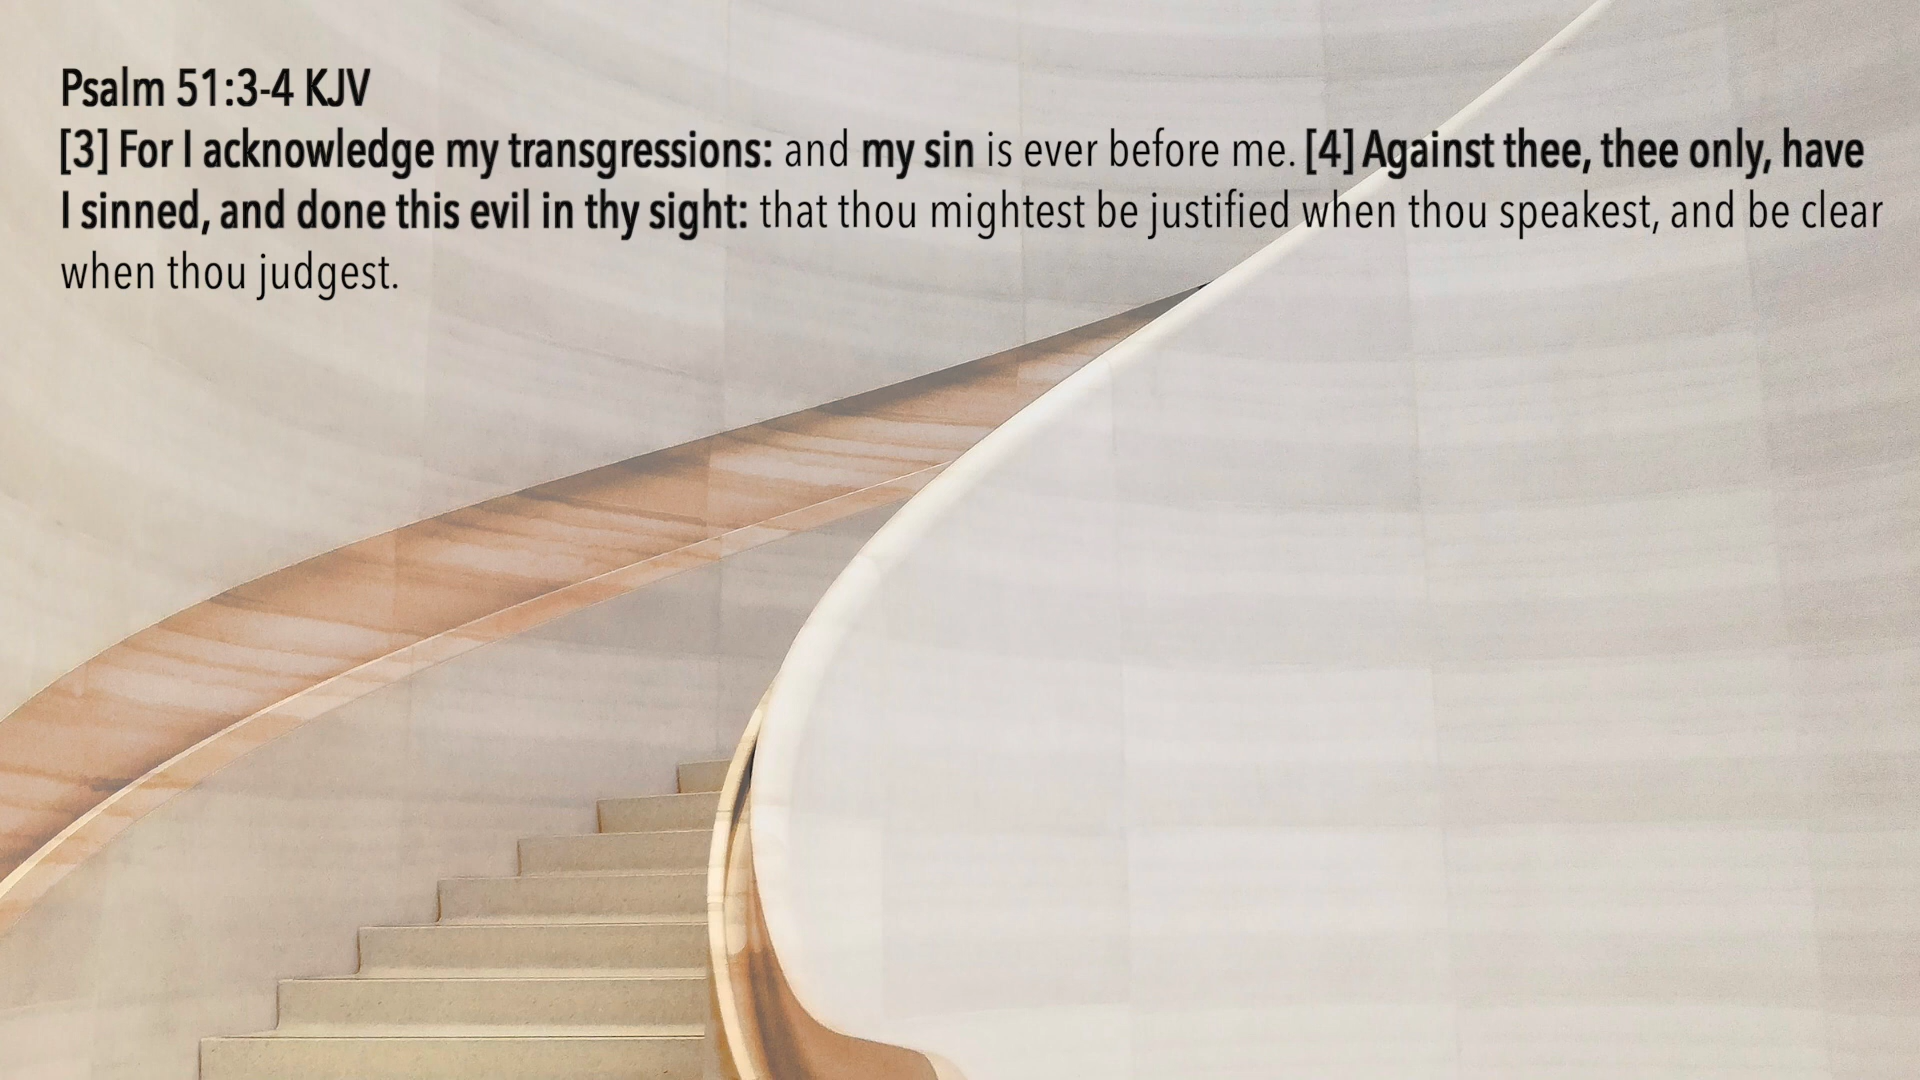 Psalm 51:3-4 KJV
[3] For I acknowledge my transgressions: and my sin is ever before me. [4] Against thee, thee only, have
I sinned, and done this evil in thy sight: that thou mightest be justified when thou speakest, and be clear
when thou judgest.